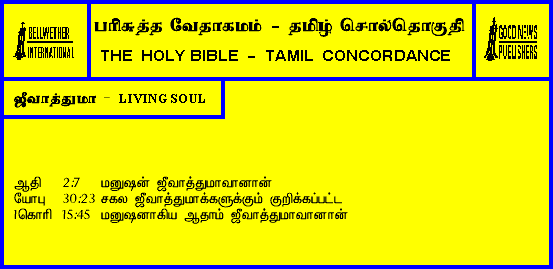 BELLWETHER
INTERNATIONAL
பரிசுத்த வேதாகமம் - தமிழ் சொல்தொகுதி
THE HOLY BIBLE - TAMIL CONCORDANCE
GOOD NEWS
PUBLISHERS
ஜீவாத்துமா - LIVING SOUL
ஆதி 2:7 மனுஷன் ஜீவாத்துமாவானான்
யோபு 30:23 சகல ஜீவாத்துமாக்களுக்கும் குறிக்கப்பட்ட
1கொரி 15:45 மனுஷனாகிய ஆதாம் ஜீவாத்துமாவானான்